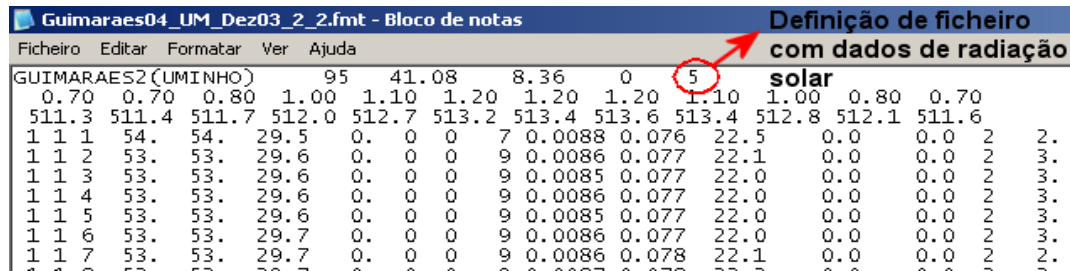 Guimaraes04_UM_Dez03_2_2.fmt - Bloco de notas
Definição de ficheiro
com dados de radiação
solar
Ficheiro Editar Formatar Ver Ajuda
GUIMARAES2(UMINHO) 95 41.08 8.36 0 5
0.70 0.70 0.80 1.00 1.10 1.20 1.20 1.20 1.10 1.00 0.80 0.70
511.3 511.4 511.7 512.0 512.7 513.2 513.4 513.6 513.4 512.8 512.1 511.6
1 1 1 54. 54. 29.5 0. 0 0 7 0.0088 0.076 22.5 0.0 0.0 2 2.
1 1 2 53. 53. 29.6 0. 0 0 9 0.0086 0.077 22.1 0.0 0.0 2 3.
1 1 3 53. 53. 29.6 0. 0 0 9 0.0085 0.077 22.0 0.0 0.0 2 3.
1 1 4 53. 53. 29.6 0. 0 0 9 0.0086 0.077 22.0 0.0 0.0 2 3.
1 1 5 53. 53. 29.6 0. 0 0 9 0.0085 0.077 22.0 0.0 0.0 2 3.
1 1 6 53. 53. 29.7 0. 0 0 9 0.0086 0.077 22.1 0.0 0.0 2 3.
1 1 7 53. 53. 29.7 0. 0 0 9 0.0086 0.078 22.1 0.0 0.0 2 2.